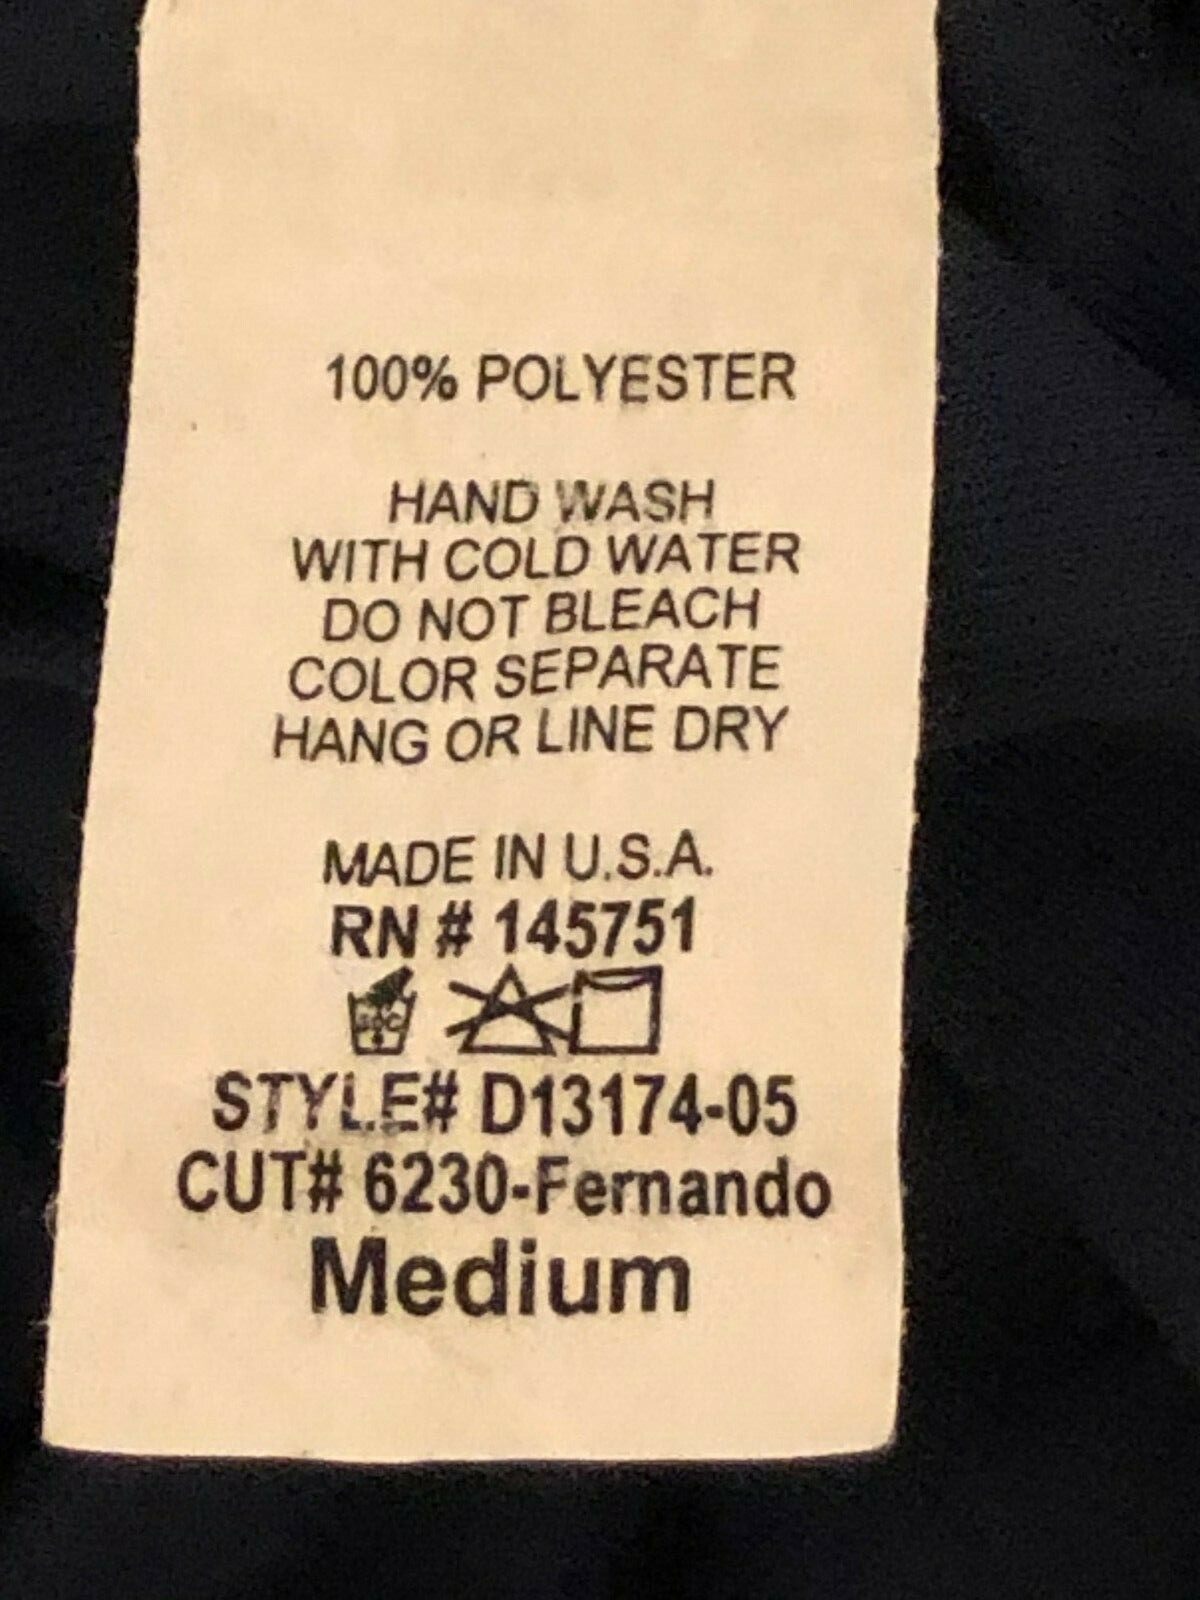 100% POLYESTER
HAND WASH
WITH COLD WATER
DO NOT BLEACH
COLOR SEPARATE
HANG OR LINE DRY
MADE IN U.S.A.
RN # 145751
STYLE# D13174-05
CUT# 6230-Fernando
Medium